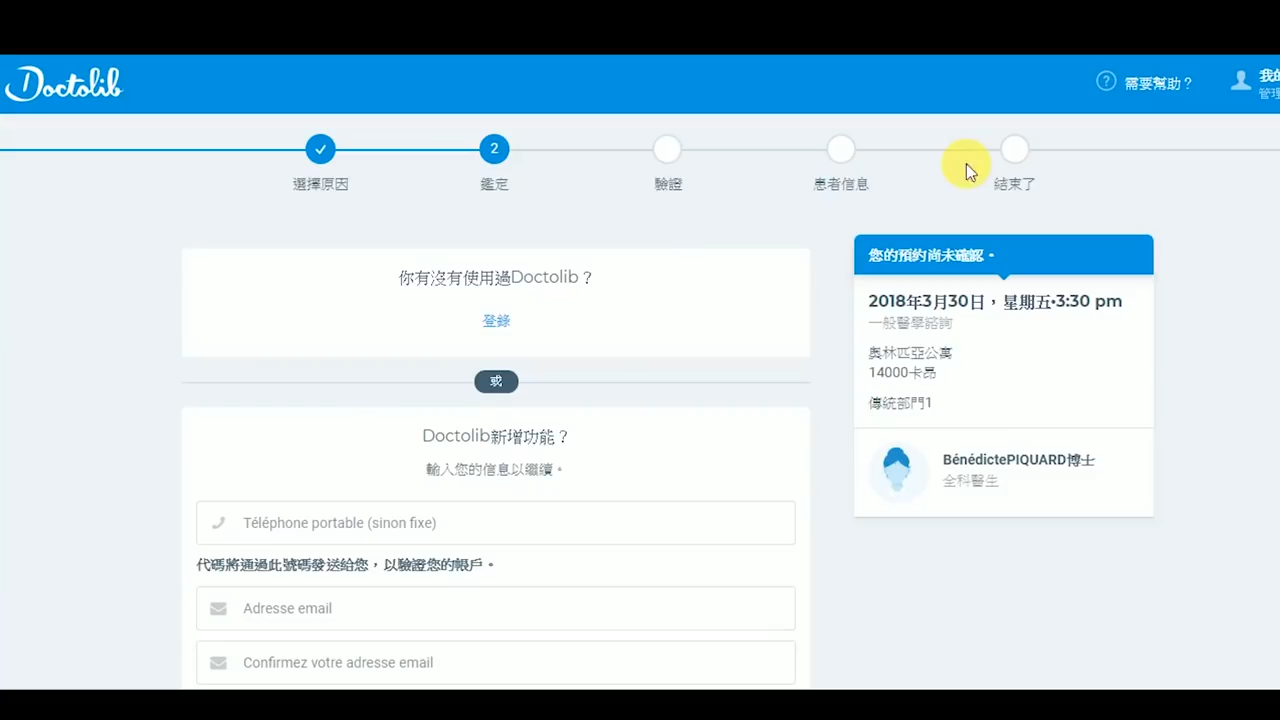 Doctolib
需要幫助？
我的
管理
2
選擇原因
鑑定
驗證
患者信息
结束了
你有沒有使用過Doctolib？
登錄
或
Doctolib新增功能？
輸入您的信息以繼續。
Téléphone portable (sinon fixe)
代碼將通過此號碼發送給您，以驗證您的帳戶。
Adresse email
Confirmez votre adresse email
您的預約尚未確認。
2018年3月30日，星期五•3:30 pm
一般醫學諮詢
奧林匹亞公寓
14000卡昂
傳統部門1
BénédictePIQUARD博士
全科醫生